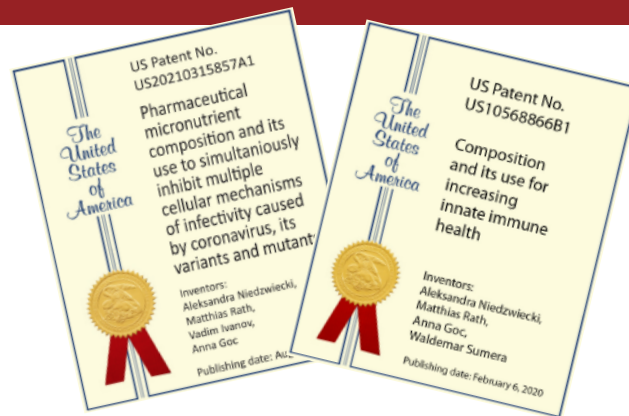 US Patent No.
US20210315857A1
Pharmaceutical
micronutrient
composition and its
use to simultaniously
inhibit multiple
cellular mechanisms
of infectivity caused
by coronavirus, its
variants and mutant
The
United
States
of
America
Inventors:
Aleksandra Niedzwiecki,
Matthias Rath,
Vadim Ivanov,
Anna Goc
Publishing date:
US Patent No.
US10568866B1
Composition
and its use for
increasing
innate immune
health
The
United
States
of
America
Inventors:
Aleksandra Niedzwiecki,
Matthias Rath,
Anna Goc,
Waldemar Sumera
Publishing date: February 6, 2020